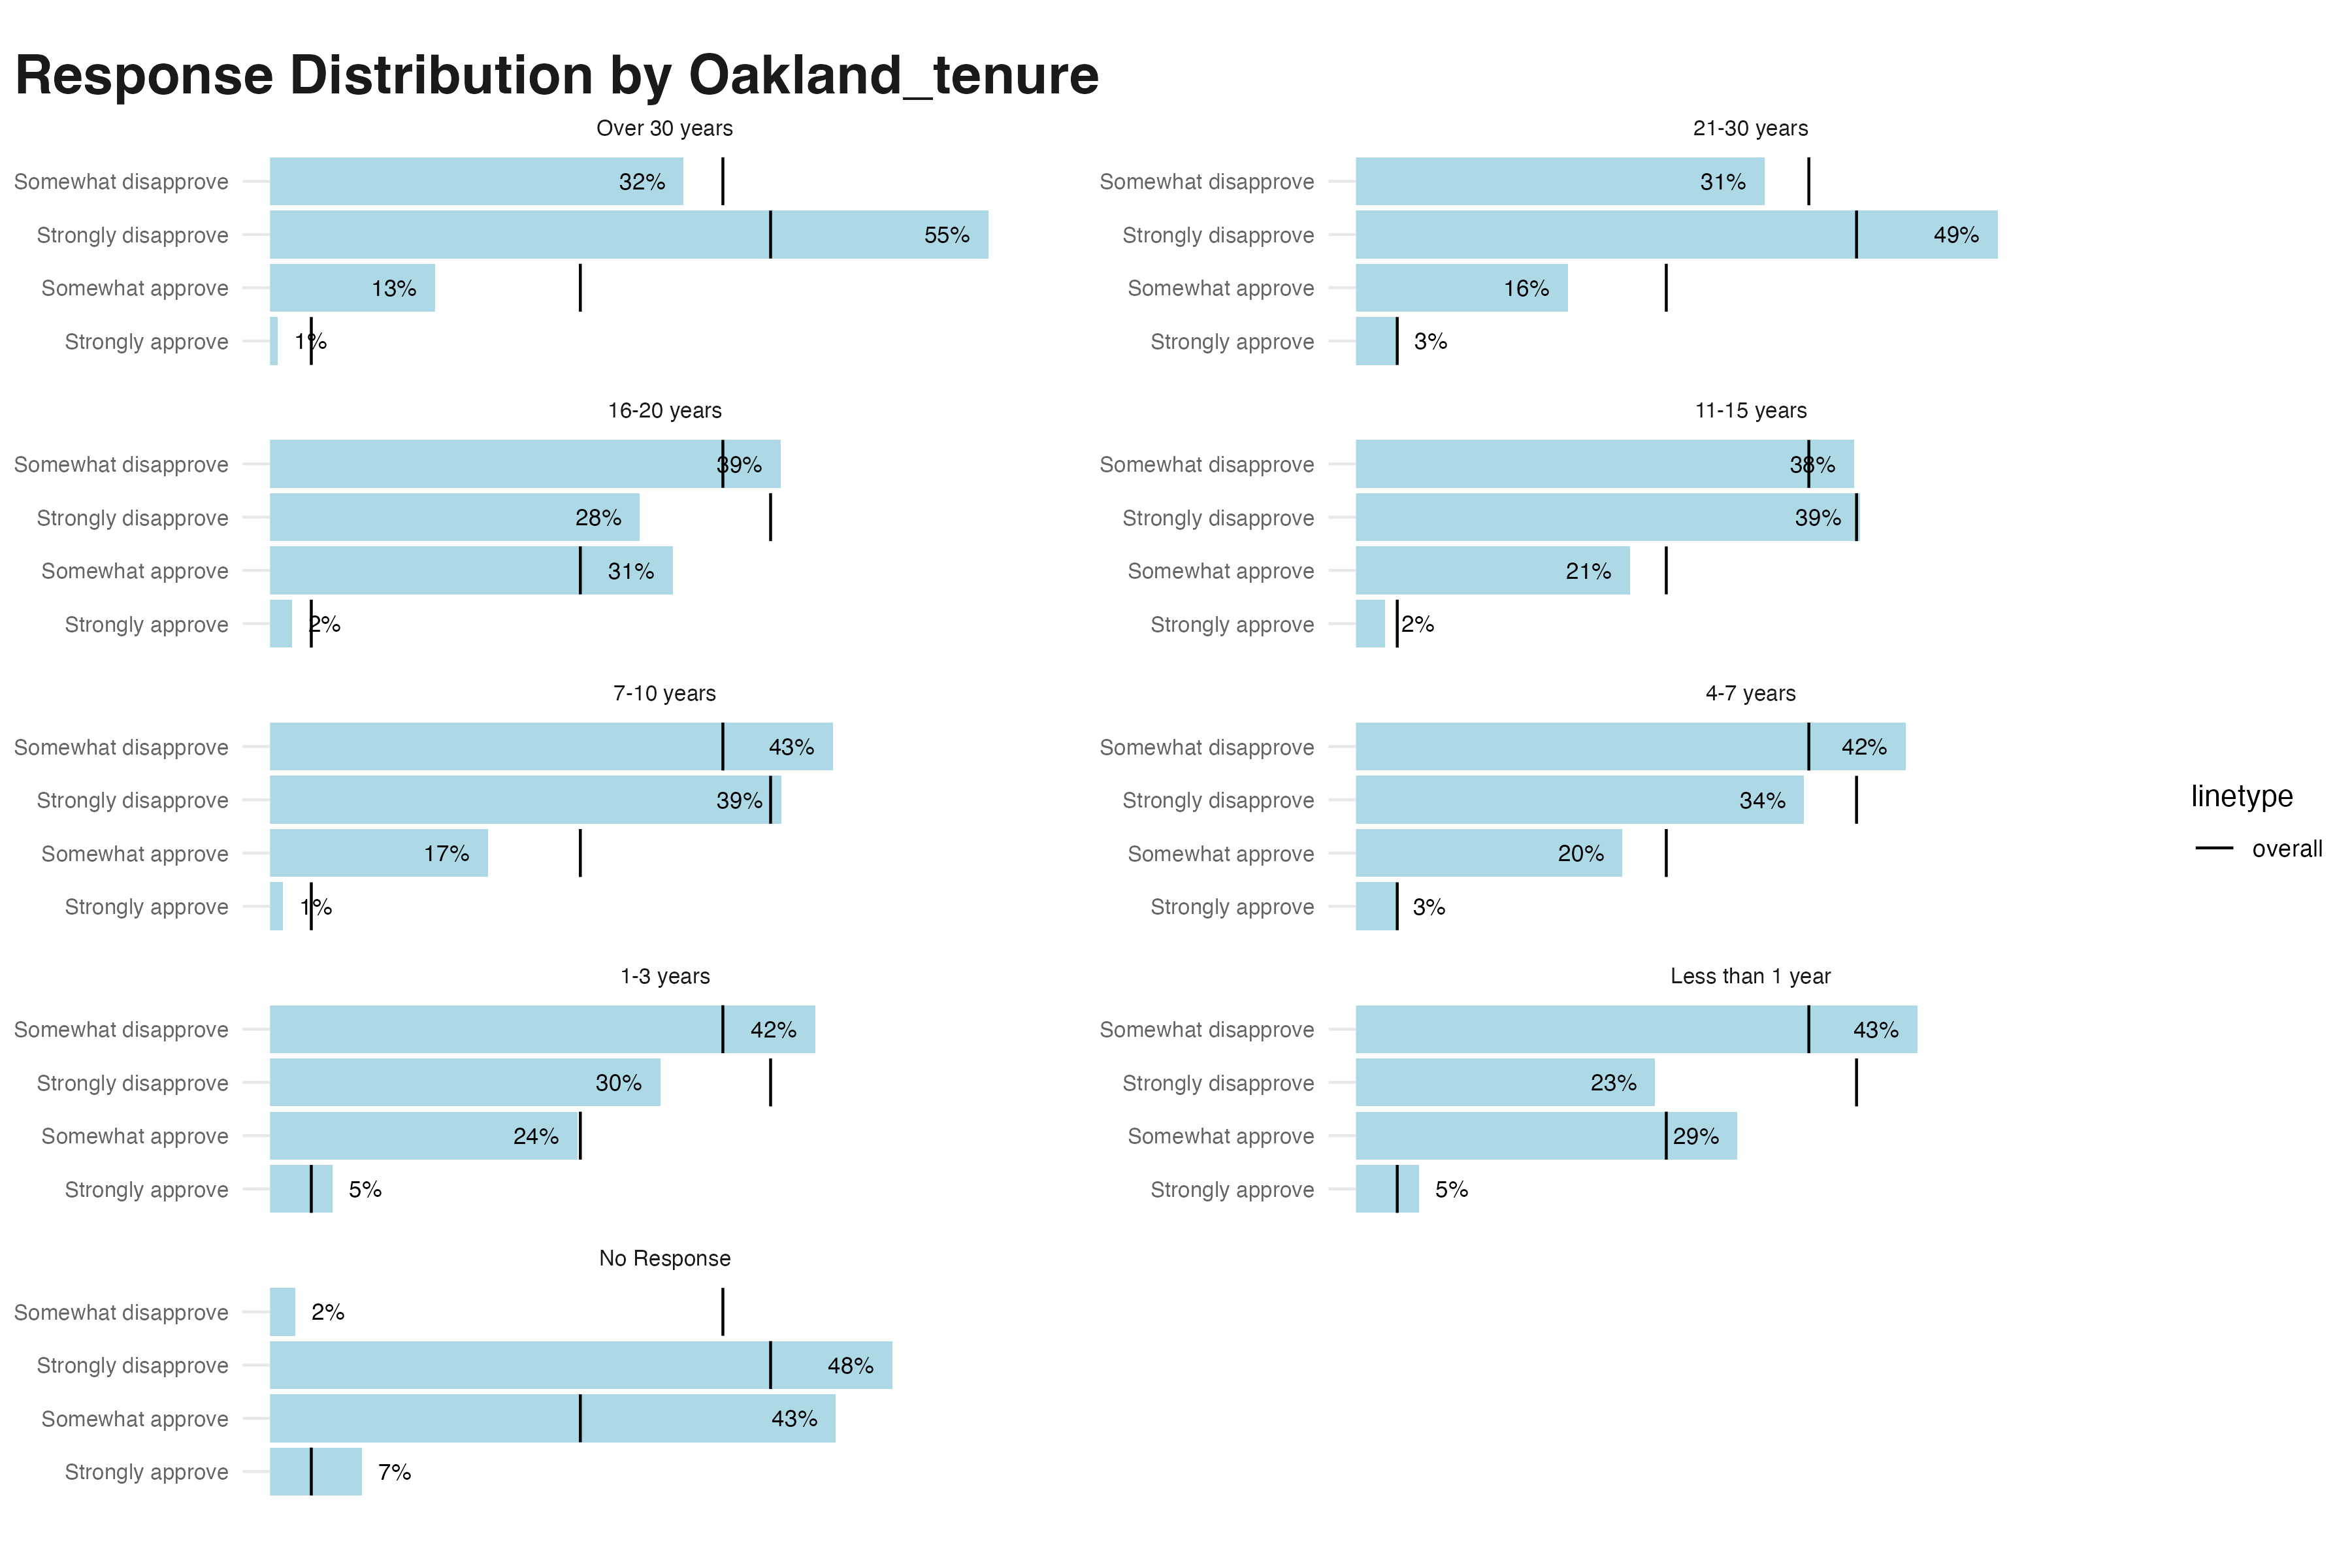 Response Distribution by Oakland_tenure
Over 30 years
Somewhat disapprove 32%
Strongly disapprove 55%
Somewhat approve 13%
Strongly approve 1%
21-30 years
Somewhat disapprove 31%
Strongly disapprove 49%
Somewhat approve 16%
Strongly approve 3%
16-20 years
Somewhat disapprove 39%
Strongly disapprove 28%
Somewhat approve 31%
Strongly approve 2%
11-15 years
Somewhat disapprove 38%
Strongly disapprove 39%
Somewhat approve 21%
Strongly approve 2%
7-10 years
Somewhat disapprove 43%
Strongly disapprove 39%
Somewhat approve 17%
Strongly approve 1%
4-7 years
Somewhat disapprove 42%
Strongly disapprove 34%
Somewhat approve 20%
Strongly approve 3%
1-3 years
Somewhat disapprove 42%
Strongly disapprove 30%
Somewhat approve 24%
Strongly approve 5%
Less than 1 year
Somewhat disapprove 43%
Strongly disapprove 23%
Somewhat approve 29%
Strongly approve 5%
No Response
Somewhat disapprove 2%
Strongly disapprove 48%
Somewhat approve 43%
Strongly approve 7%
linetype
overall